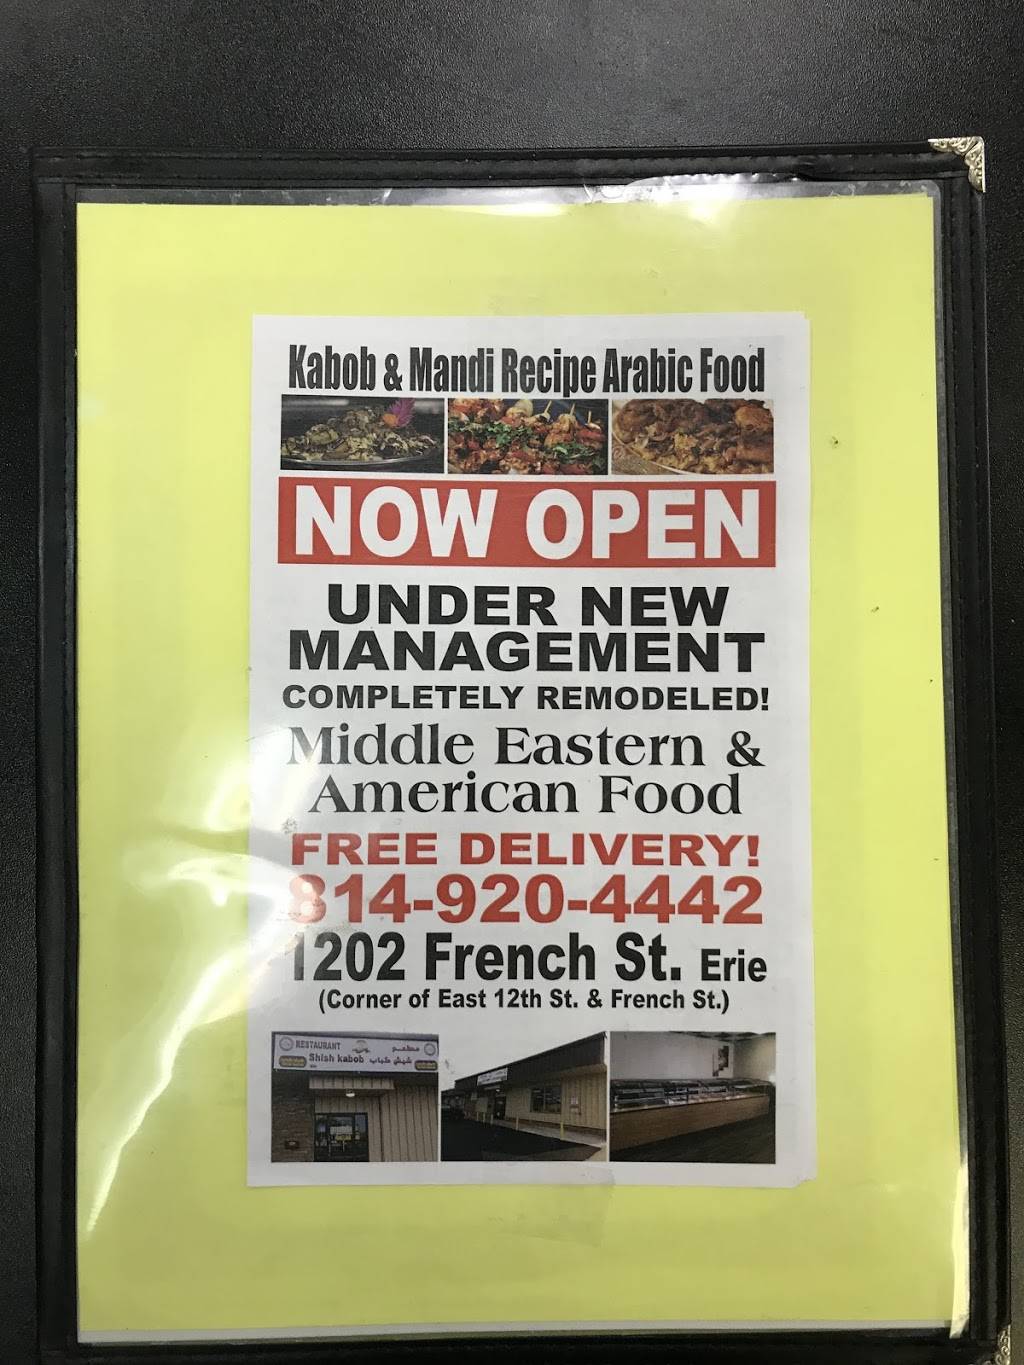 Kabob & Mandi Recipe Arabic Food
NOW OPEN
UNDER NEW
MANAGEMENT
COMPLETELY REMODELED!
Middle Eastern &
American Food
FREE DELIVERY!
814-920-4442
1202 French St. Erie
(Corner of East 12th St. & French St.)
RESTAURANT مطعم
Shish kabob شيش كباب